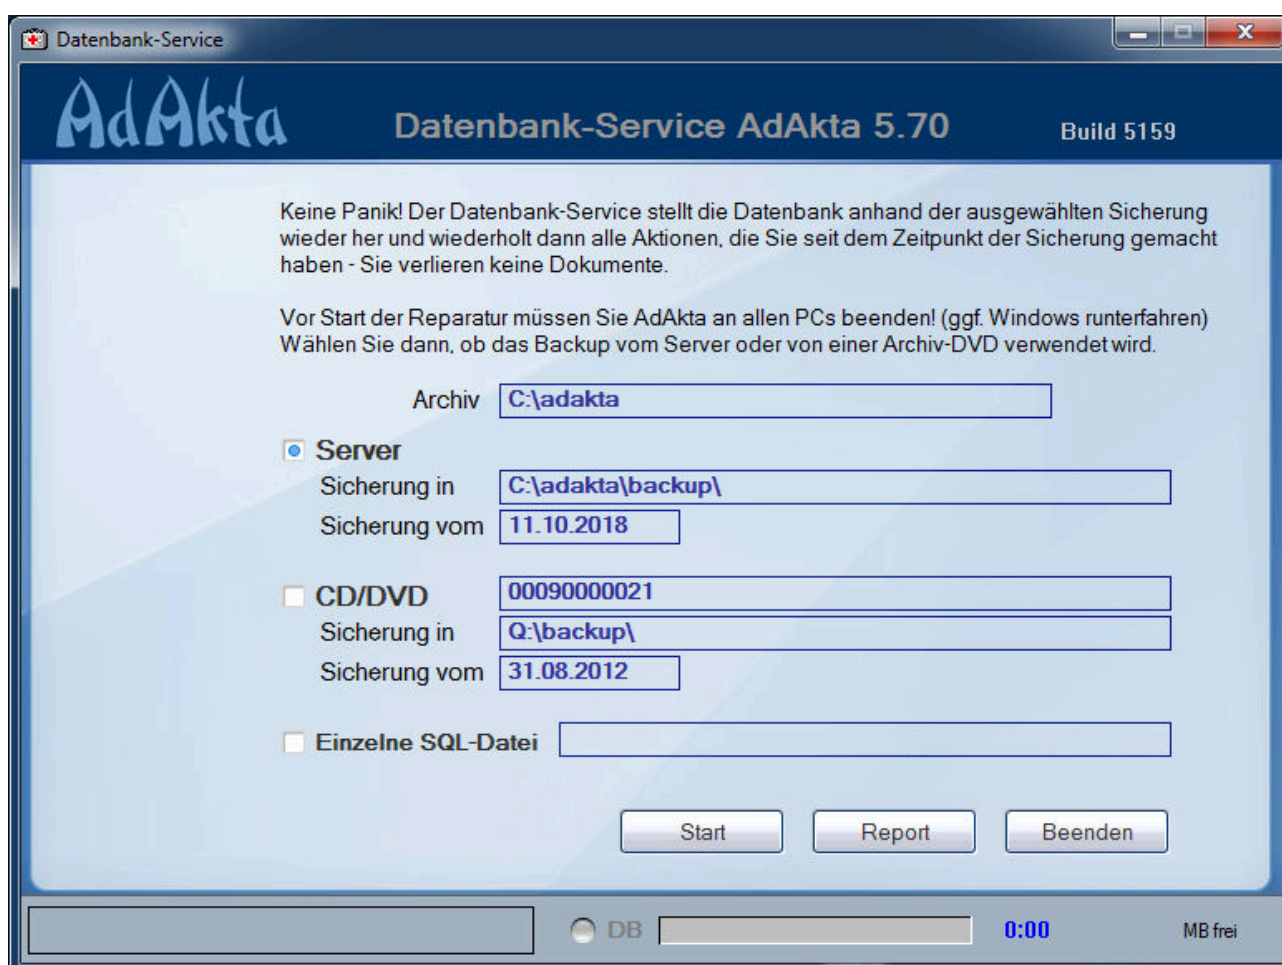 Datenbank-Service
AdAkta
Datenbank-Service AdAkta 5.70
Build 5159
Keine Panik! Der Datenbank-Service stellt die Datenbank anhand der ausgewählten Sicherung
wieder her und wiederholt dann alle Aktionen, die Sie seit dem Zeitpunkt der Sicherung gemacht
haben - Sie verlieren keine Dokumente.
Vor Start der Reparatur müssen Sie AdAkta an allen PCs beenden! (ggf. Windows runterfahren)
Wählen Sie dann, ob das Backup vom Server oder von einer Archiv-DVD verwendet wird.
Archiv C:\adakta
Server
Sicherung in C:\adakta\backup\
Sicherung vom 11.10.2018
CD/DVD 00090000021
Sicherung in Q:\backup\
Sicherung vom 31.08.2012
Einzelne SQL-Datei
Start Report Beenden
DB 0:00 MB frei